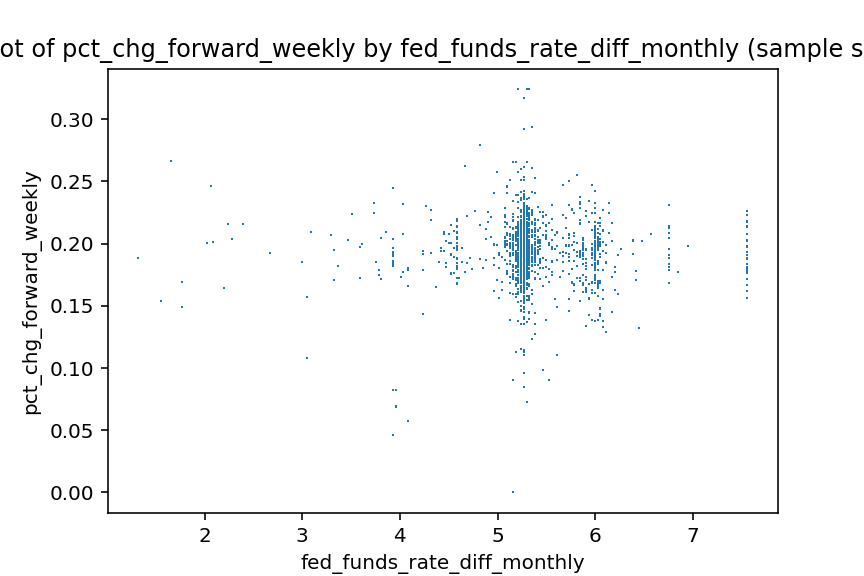 ot of pct_chg_forward_weekly by fed_funds_rate_diff_monthly (sample s
0.30
0.25
0.20
0.15
0.10
0.05
0.00
pct_chg_forward_weekly
2 3 4 5 6 7
fed_funds_rate_diff_monthly